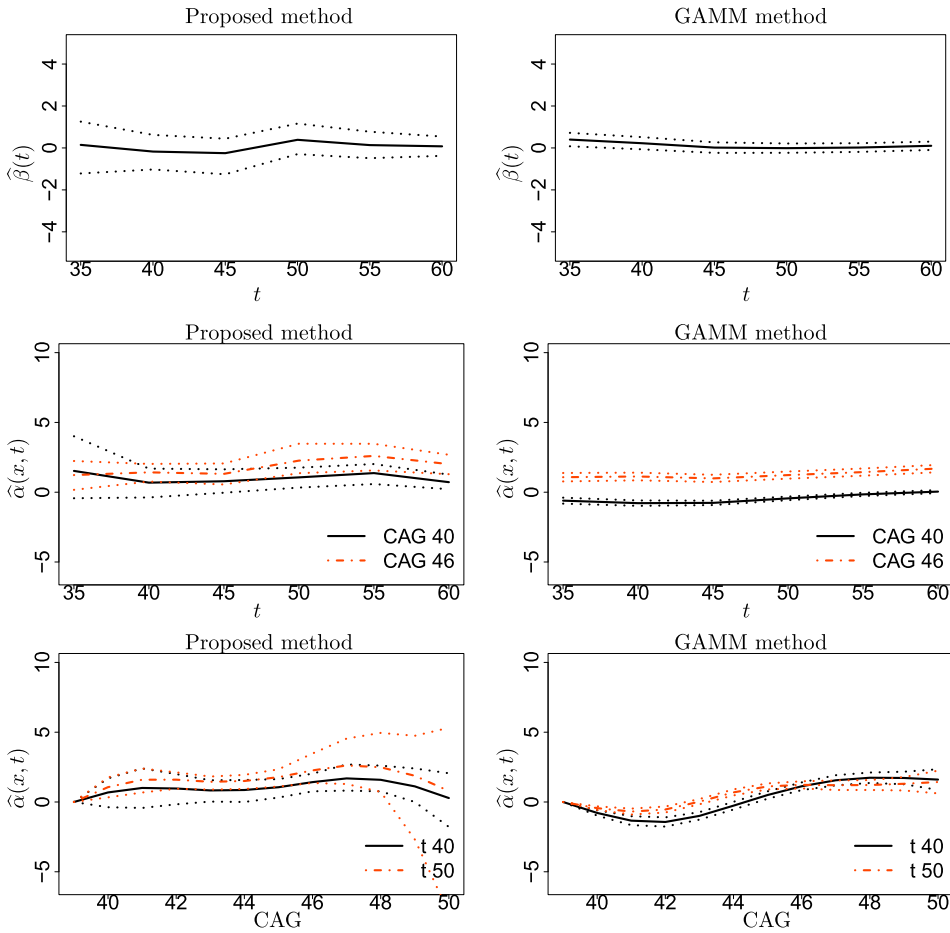 Proposed method
GAMM method
β̂(t)
4
2
0
−2
−4
35 40 45 50 55 60
t
β̂(t)
4
2
0
−2
−4
35 40 45 50 55 60
t
Proposed method
GAMM method
α̂(x, t)
10
5
0
−5
CAG 40
CAG 46
35 40 45 50 55 60
t
α̂(x, t)
10
5
0
−5
CAG 40
CAG 46
35 40 45 50 55 60
t
Proposed method
GAMM method
α̂(x, t)
10
5
0
−5
t 40
t 50
40 42 44 46 48 50
CAG
α̂(x, t)
10
5
0
−5
t 40
t 50
40 42 44 46 48 50
CAG